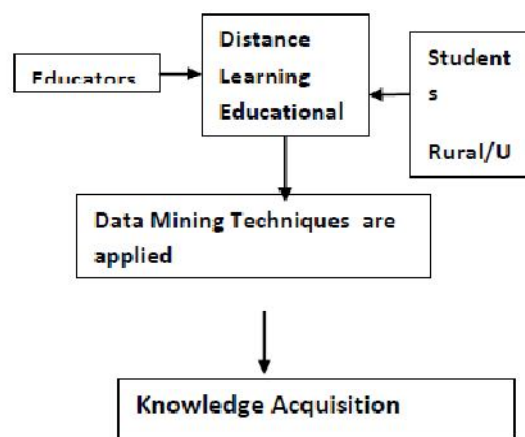 Educators
Distance
Learning
Educational
Student
s
Rural/U
Data Mining Techniques are
applied
Knowledge Acquisition